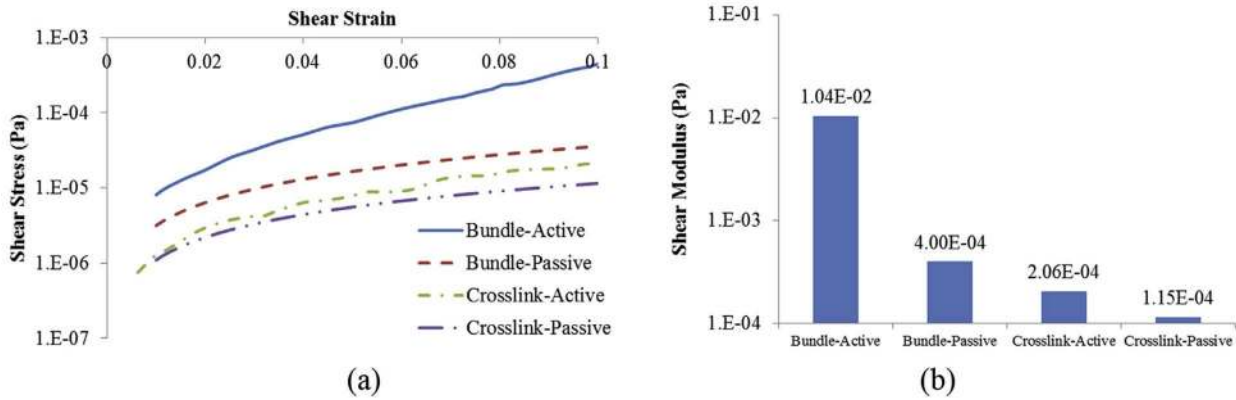 Shear Strain
1.E-03
0 0.02 0.04 0.06 0.08 0.1
1.E-04
1.E-05
1.E-06
1.E-07
Shear Stress (Pa)
Bundle-Active
Bundle-Passive
Crosslink-Active
Crosslink-Passive
(a)
1.E-01
1.E-02
1.E-03
1.E-04
Shear Modulus (Pa)
1.04E-02
4.00E-04
2.06E-04
1.15E-04
Bundle-Active Bundle-Passive Crosslink-Active Crosslink-Passive
(b)